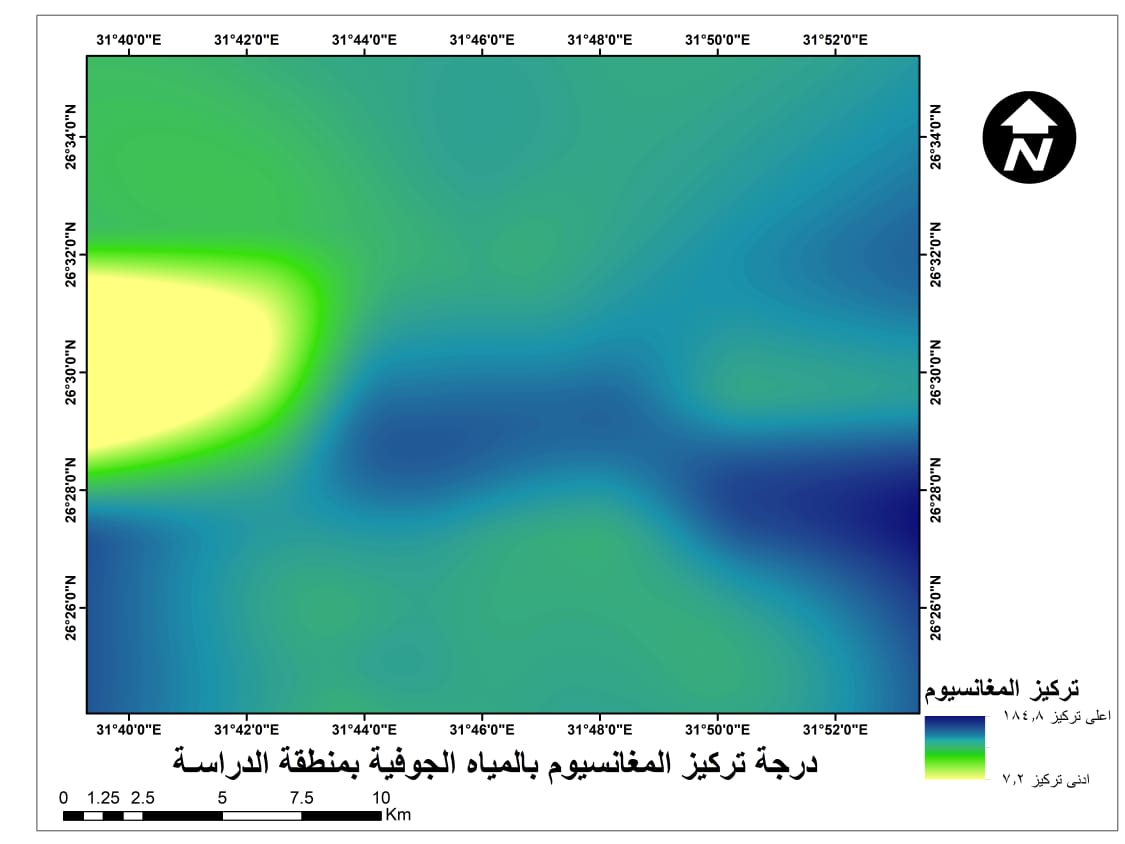 31°40'0"E 31°42'0"E 31°44'0"E 31°46'0"E 31°48'0"E 31°50'0"E 31°52'0"E
26°34'0"N 26°34'0"N
26°32'0"N 26°32'0"N
26°30'0"N 26°30'0"N
26°28'0"N 26°28'0"N
26°26'0"N 26°26'0"N
N
31°40'0"E 31°42'0"E 31°44'0"E 31°46'0"E 31°48'0"E 31°50'0"E 31°52'0"E
تركيز المغانسيوم
اعلى تركيز ١٨٤,٨
ادنى تركيز ٧,٢
درجة تركيز المغانسيوم بالمياه الجوفية بمنطقة الدراسة
0 1.25 2.5 5 7.5 10
Km